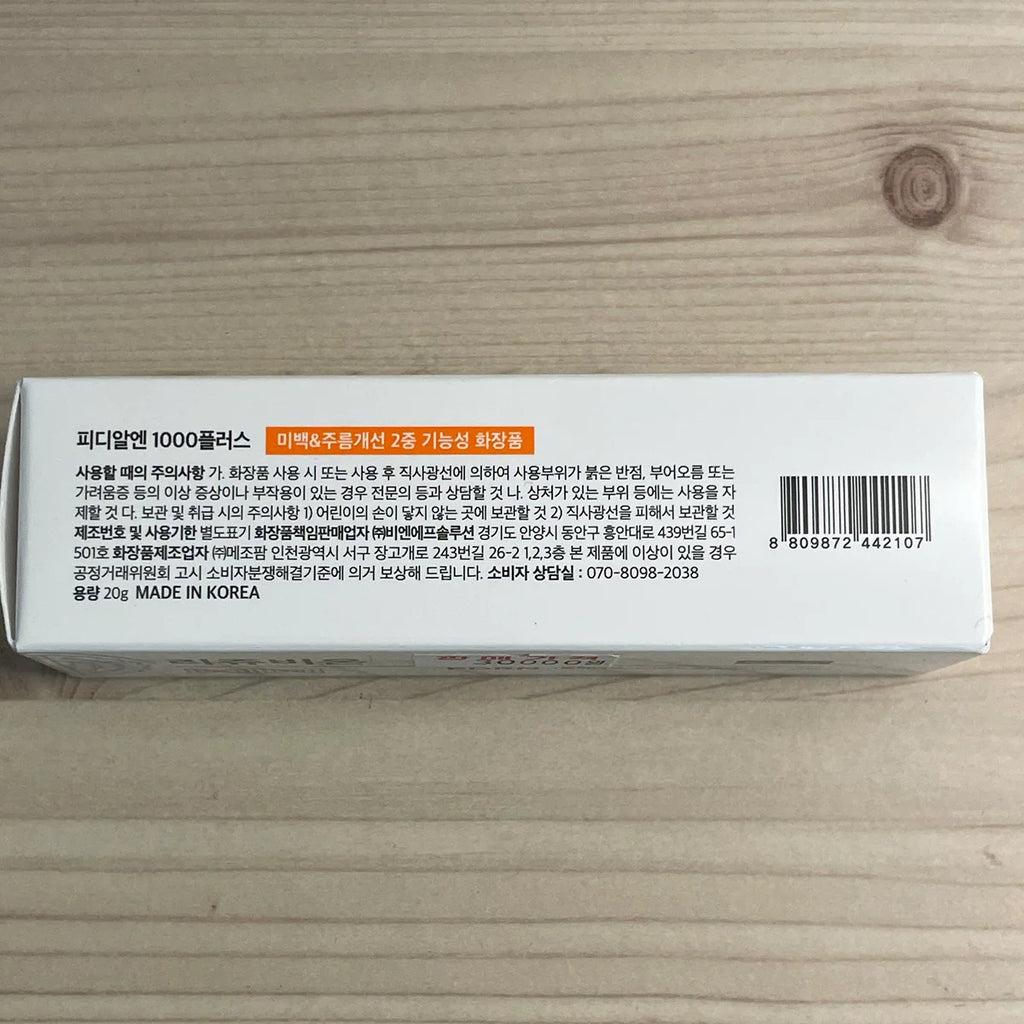 피디알엔 1000플러스 미백&주름개선 2중 기능성 화장품
사용할 때의 주의사항 가. 화장품 사용 시 또는 사용 후 직사광선에 의하여 사용부위가 붉은 반점, 부어오름 또는
가려움증 등의 이상 증상이나 부작용이 있는 경우 전문의 등과 상담할 것 나. 상처가 있는 부위 등에는 사용을 자
제할 것 다. 보관 및 취급 시의 주의사항 1) 어린이의 손이 닿지 않는 곳에 보관할 것 2) 직사광선을 피해서 보관할 것
제조번호 및 사용기한 별도표기 화장품책임판매업자 ㈜비엔에프솔루션 경기도 안양시 동안구 흥안대로 439번길 65-1
501호 화장품제조업자 ㈜메조팜 인천광역시 서구 장고개로 243번길 26-2 1,2,3층 본 제품에 이상이 있을 경우
공정거래위원회 고시 소비자분쟁해결기준에 의거 보상해 드립니다. 소비자 상담실 : 070-8098-2038
용량 20g MADE IN KOREA
8 809872 442107
리쥬비온
판매가격
30000원